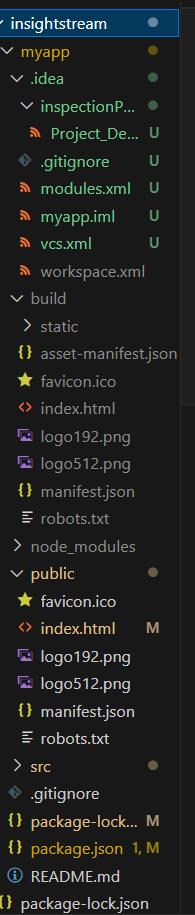 insightstream
myapp
.idea
inspectionP...
Project_De... U
.gitignore U
modules.xml U
myapp.iml U
vcs.xml U
workspace.xml
build
static
asset-manifest.json
favicon.ico
index.html
logo192.png
logo512.png
manifest.json
robots.txt
node_modules
public
favicon.ico
index.html M
logo192.png
logo512.png
manifest.json
robots.txt
src
.gitignore
package-lock... M
package.json 1, M
README.md
package-lock.json